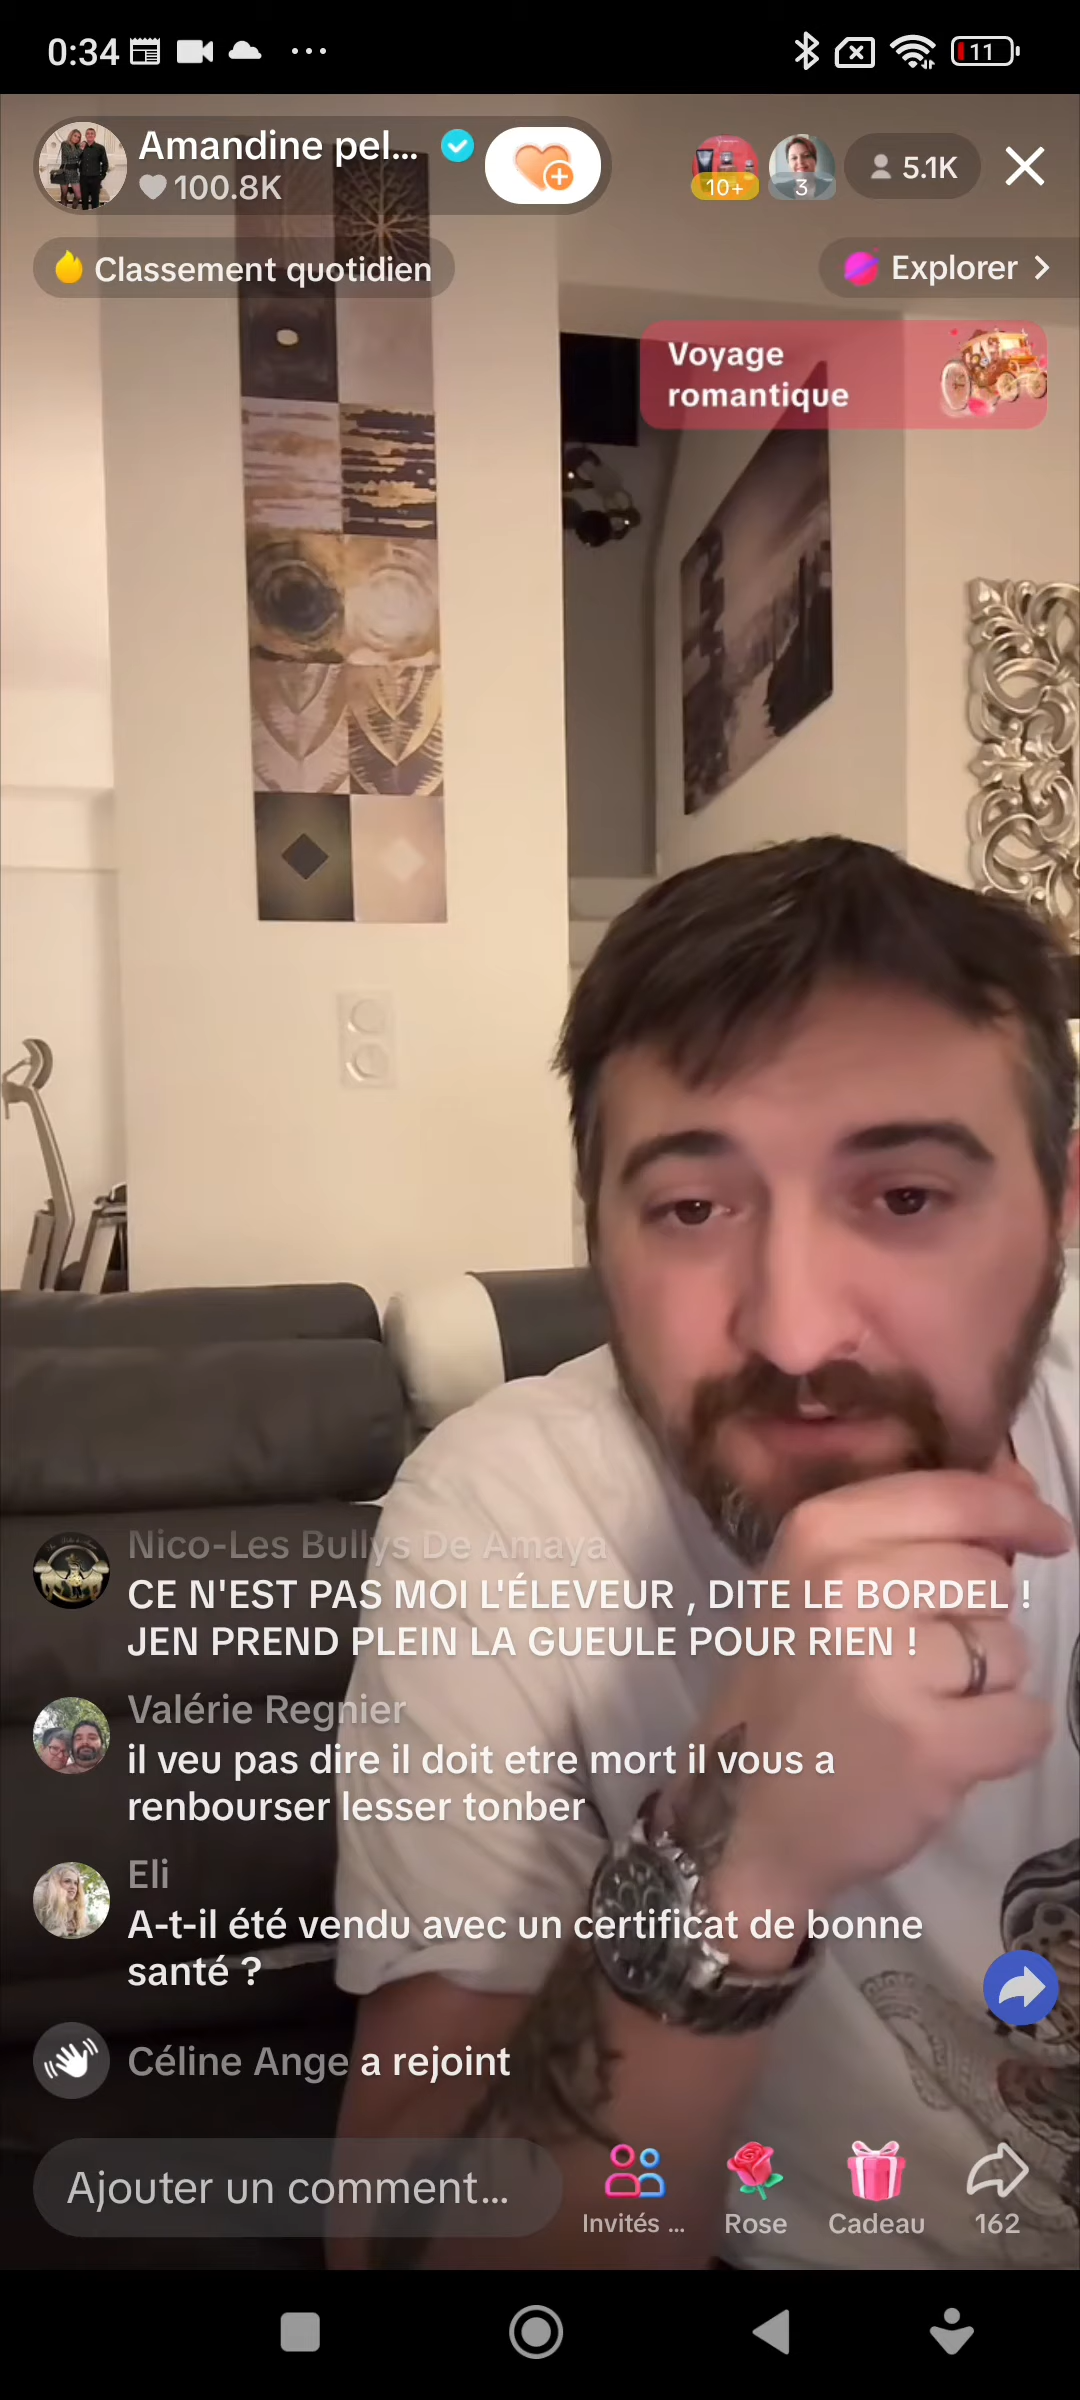 0:34
11
Amandine pel...
100.8K
10+
3
5.1K
Classement quotidien
Explorer
Voyage
romantique
Nico-Les Bullys De Amaya
CE N'EST PAS MOI L'ÉLEVEUR , DITE LE BORDEL !
JEN PREND PLEIN LA GUEULE POUR RIEN !
Valérie Regnier
il veu pas dire il doit etre mort il vous a
renbourser lesser tonber
Eli
A-t-il été vendu avec un certificat de bonne
santé ?
Céline Ange a rejoint
Ajouter un comment...
Invités ...
Rose
Cadeau
162